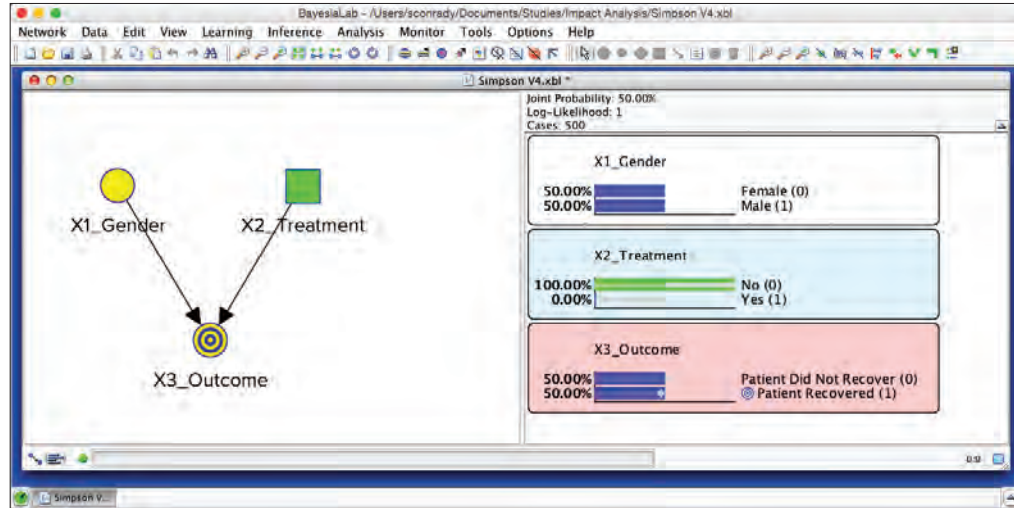 BayesiaLab - /Users/sconrady/Documents/Studies/Impact Analysis/Simpson V4.xbl
Network Data Edit View Learning Inference Analysis Monitor Tools Options Help
Simpson V4.xbl *
X1_Gender X2_Treatment
X3_Outcome
Joint Probability: 50.00%
Log-Likelihood: 1
Cases: 500
X1_Gender
50.00% Female (0)
50.00% Male (1)
X2_Treatment
100.00% No (0)
0.00% Yes (1)
X3_Outcome
50.00% Patient Did Not Recover (0)
50.00% Patient Recovered (1)
Simpson V...